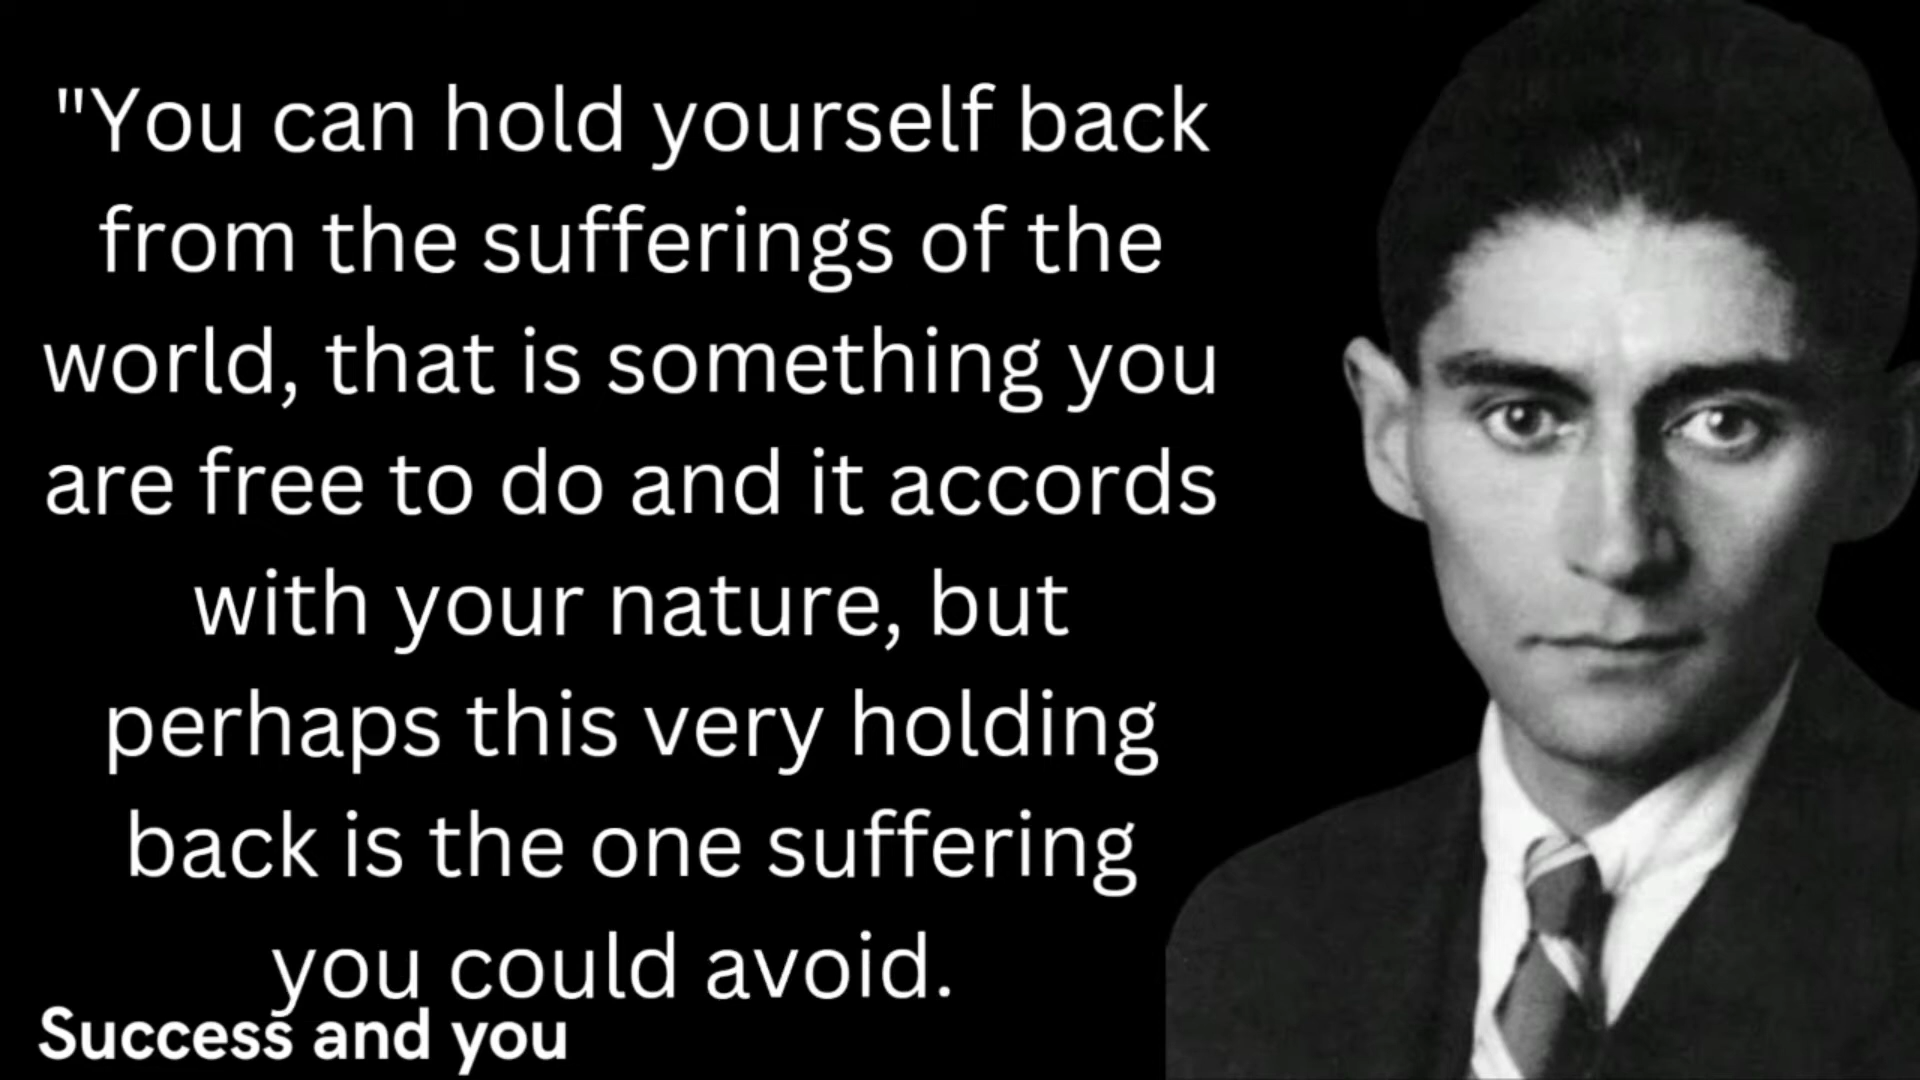 "You can hold yourself back
from the sufferings of the
world, that is something you
are free to do and it accords
with your nature, but
perhaps this very holding
back is the one suffering
you could avoid.
Success and you